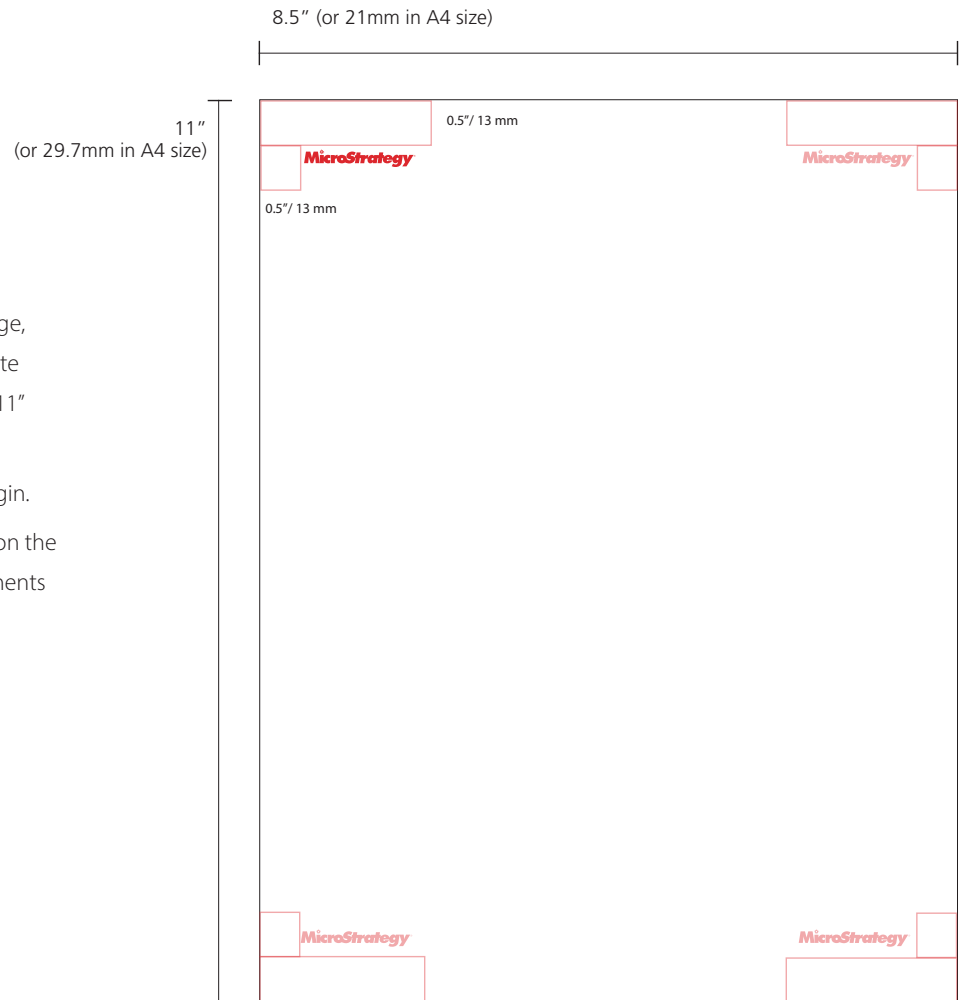 8.5” (or 21mm in A4 size)
11”
(or 29.7mm in A4 size)
0.5”/ 13 mm
MicroStrategy
MicroStrategy
0.5”/ 13 mm
ge,
te
11”
gin.
on the
nents
MicroStrategy
MicroStrategy